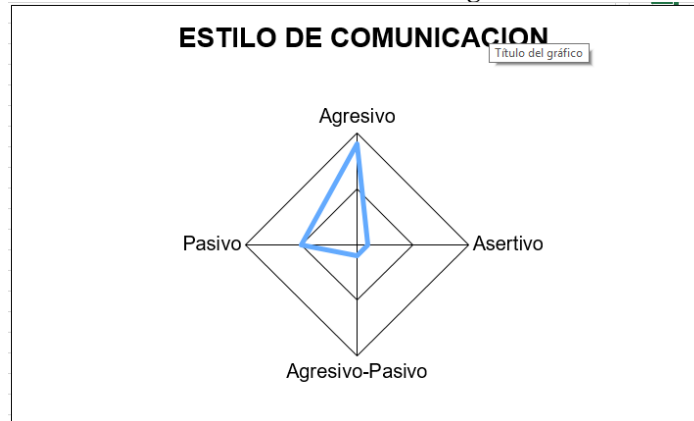 ESTILO DE COMUNICACION
Título del gráfico
Agresivo
Pasivo
Asertivo
Agresivo-Pasivo